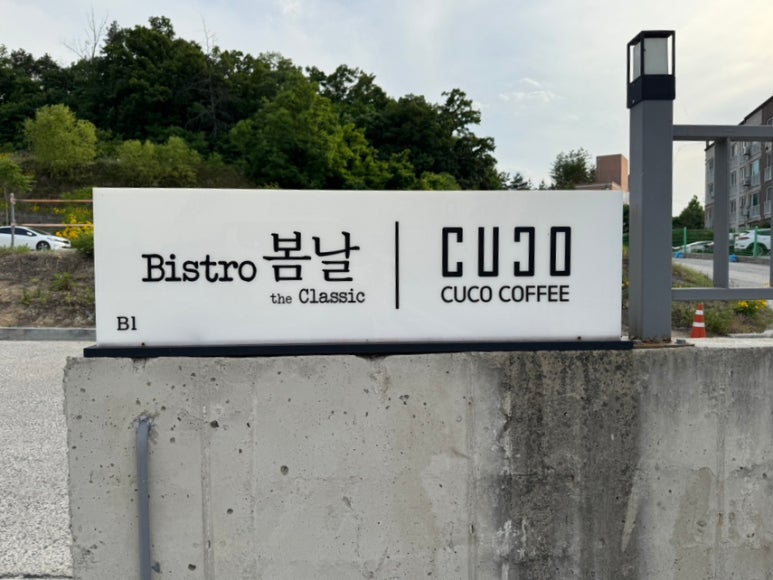 Bistro 봄날
the Classic
B1
CUCO
CUCO COFFEE